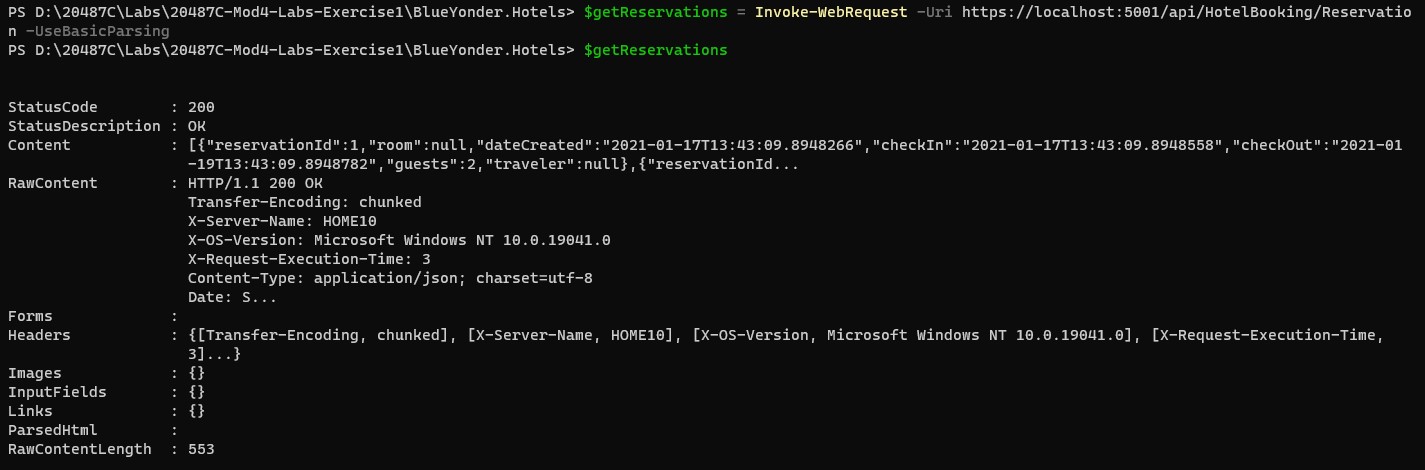 PS D:\20487C\Labs\20487C-Mod4-Labs-Exercise1\BlueYonder.Hotels> $getReservations = Invoke-WebRequest -Uri https://localhost:5001/api/HotelBooking/Reservatio
n -UseBasicParsing
PS D:\20487C\Labs\20487C-Mod4-Labs-Exercise1\BlueYonder.Hotels> $getReservations
StatusCode        : 200
StatusDescription : OK
Content           : [{"reservationId":1,"room":null,"dateCreated":"2021-01-17T13:43:09.8948266","checkIn":"2021-01-17T13:43:09.8948558","checkOut":"2021-01
                    -19T13:43:09.8948782","guests":2,"traveler":null},{"reservationId...
RawContent        : HTTP/1.1 200 OK
                    Transfer-Encoding: chunked
                    X-Server-Name: HOME10
                    X-OS-Version: Microsoft Windows NT 10.0.19041.0
                    X-Request-Execution-Time: 3
                    Content-Type: application/json; charset=utf-8
                    Date: S...
Forms             :
Headers           : {[Transfer-Encoding, chunked], [X-Server-Name, HOME10], [X-OS-Version, Microsoft Windows NT 10.0.19041.0], [X-Request-Execution-Time,
                    3]...}
Images            : {}
InputFields       : {}
Links             : {}
ParsedHtml        :
RawContentLength  : 553